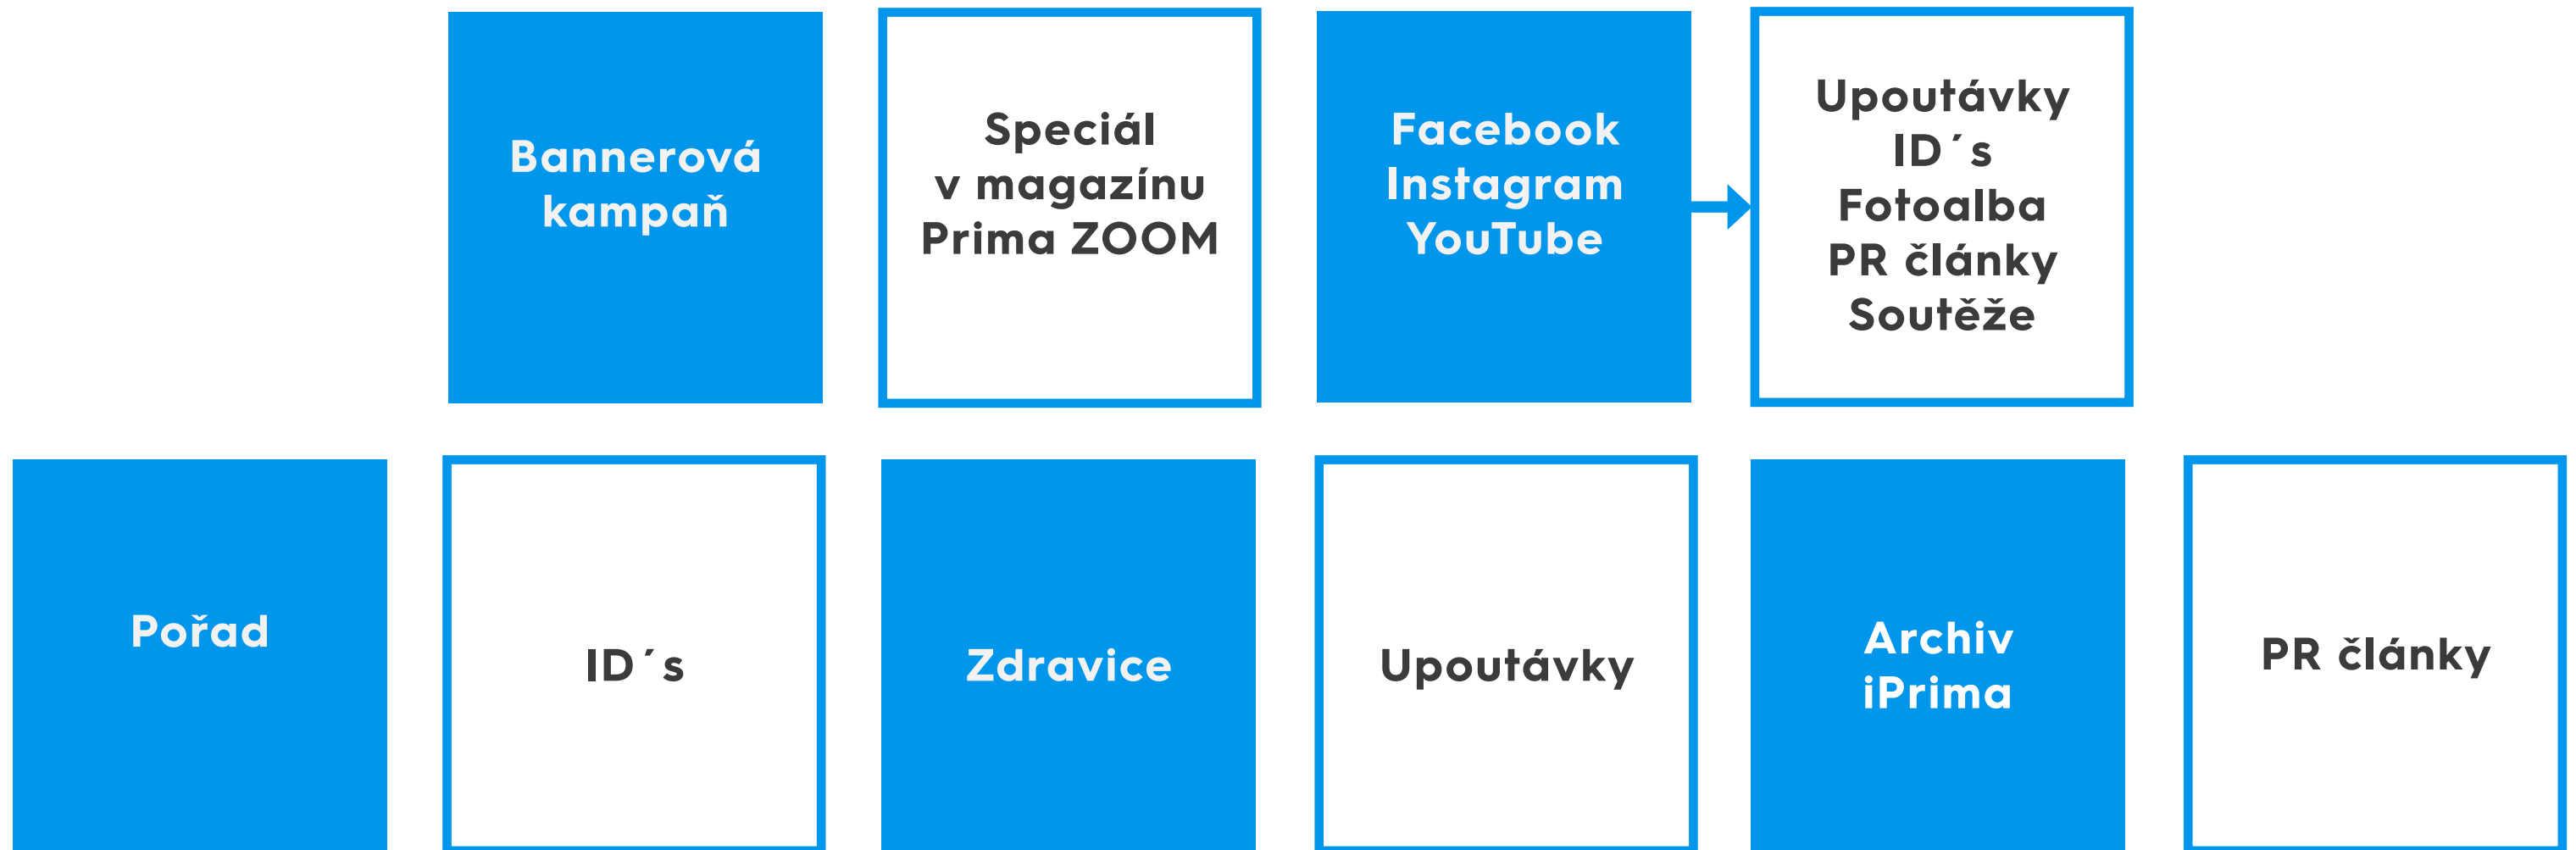 Bannerová
kampaň
Speciál
v magazínu
Prima ZOOM
Facebook
Instagram
YouTube
Upoutávky
ID´s
Fotoalba
PR články
Soutěže
Pořad
ID´s
Zdravice
Upoutávky
Archiv
iPrima
PR články